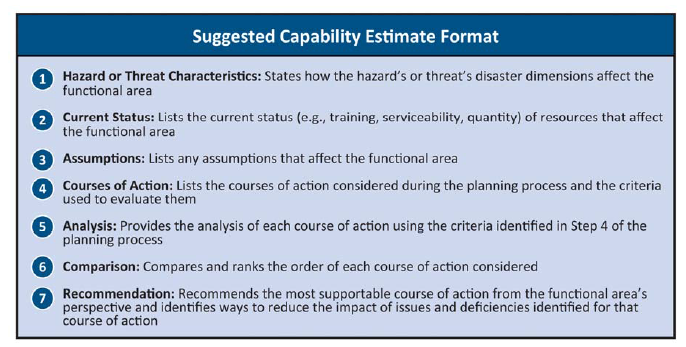 Suggested Capability Estimate Format
1 Hazard or Threat Characteristics: States how the hazard's or threat's disaster dimensions affect the
functional area
2 Current Status: Lists the current status (e.g., training, serviceability, quantity) of resources that affect
the functional area
3 Assumptions: Lists any assumptions that affect the functional area
4 Courses of Action: Lists the courses of action considered during the planning process and the criteria
used to evaluate them
5 Analysis: Provides the analysis of each course of action using the criteria identified in Step 4 of the
planning process
6 Comparison: Compares and ranks the order of each course of action considered
7 Recommendation: Recommends the most supportable course of action from the functional area's
perspective and identifies ways to reduce the impact of issues and deficiencies identified for that
course of action